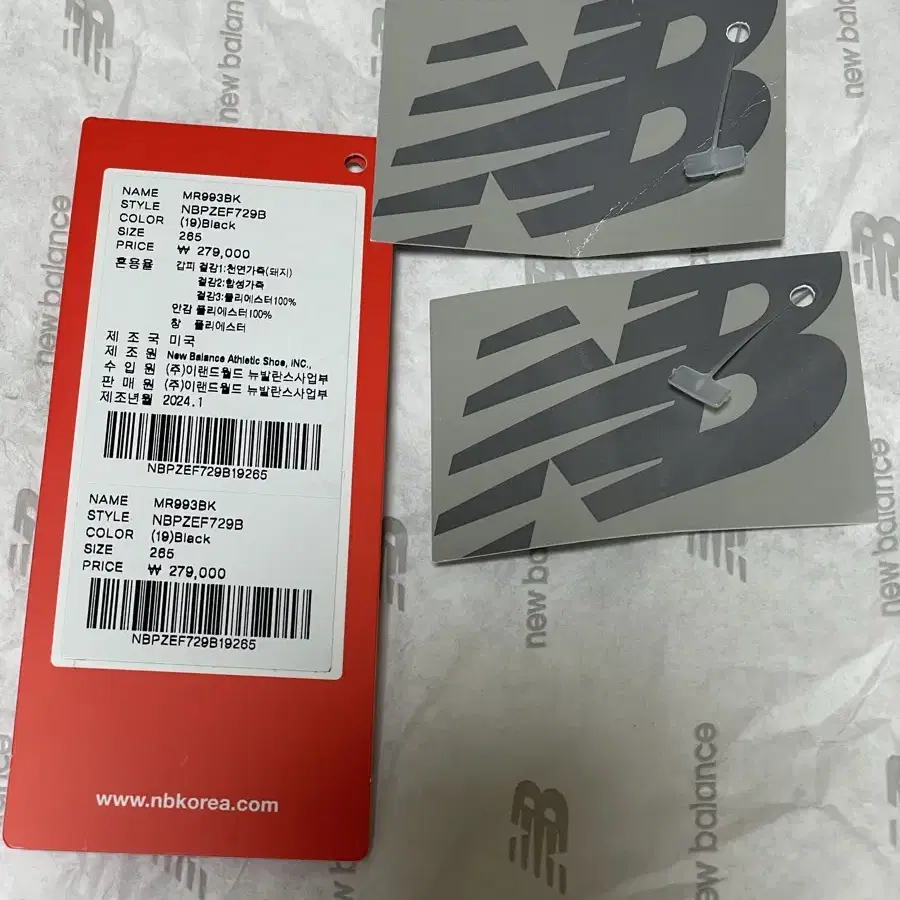 NAME MR993BK
STYLE NBPZEF729B
COLOR (19)Black
SIZE 265
PRICE ₩ 279,000
혼용율 갑피 겉감1:천연가죽(돼지)
겉감2:합성가죽
겉감3:폴리에스터100%
안감 폴리에스터100%
창 폴리에스터
제 조 국 미국
제 조 원 New Balance Athletic Shoe, INC.,
수 입 원 (주)이랜드월드 뉴발란스사업부
판 매 원 (주)이랜드월드 뉴발란스사업부
제조년월 2024.1
NBPZEF729B19265
NAME MR993BK
STYLE NBPZEF729B
COLOR (19)Black
SIZE 265
PRICE ₩ 279,000
NBPZEF729B19265
www.nbkorea.com
NB
NB
new balance
new balance
new balance
new balance
new balance